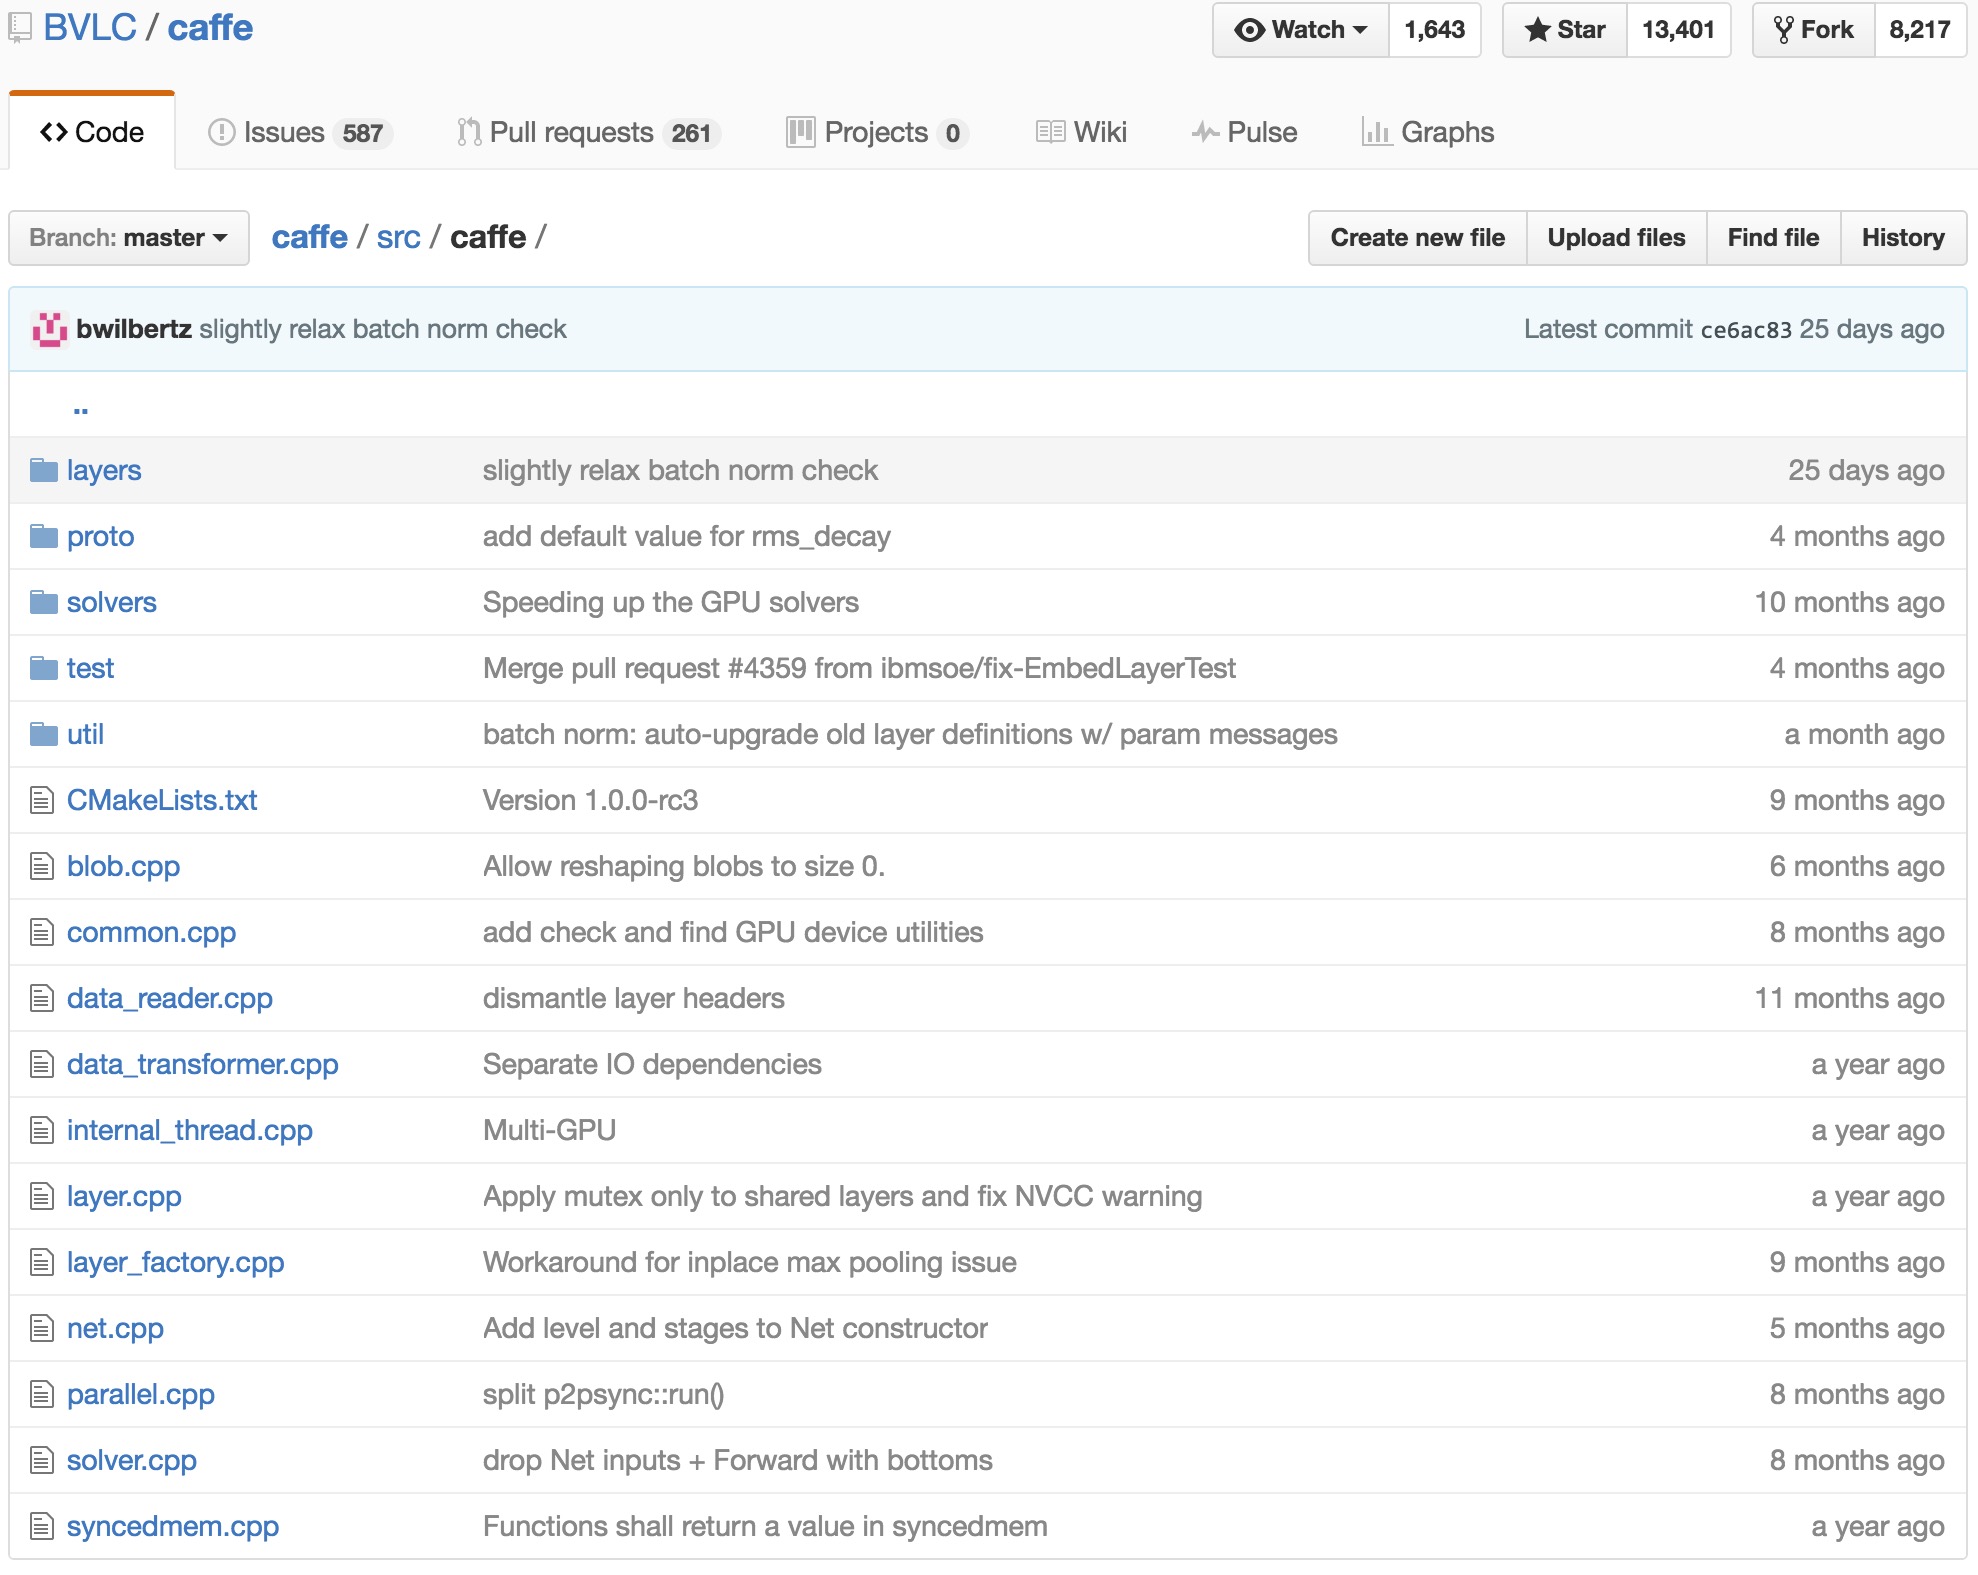 BVLC / caffe
Watch 1,643 Star 13,401 Fork 8,217
Code Issues 587 Pull requests 261 Projects 0 Wiki Pulse Graphs
Branch: master caffe / src / caffe / Create new file Upload files Find file History
bwilbertz slightly relax batch norm check Latest commit ce6ac83 25 days ago
..
layers slightly relax batch norm check 25 days ago
proto add default value for rms_decay 4 months ago
solvers Speeding up the GPU solvers 10 months ago
test Merge pull request #4359 from ibmsoe/fix-EmbedLayerTest 4 months ago
util batch norm: auto-upgrade old layer definitions w/ param messages a month ago
CMakeLists.txt Version 1.0.0-rc3 9 months ago
blob.cpp Allow reshaping blobs to size 0. 6 months ago
common.cpp add check and find GPU device utilities 8 months ago
data_reader.cpp dismantle layer headers 11 months ago
data_transformer.cpp Separate IO dependencies a year ago
internal_thread.cpp Multi-GPU a year ago
layer.cpp Apply mutex only to shared layers and fix NVCC warning a year ago
layer_factory.cpp Workaround for inplace max pooling issue 9 months ago
net.cpp Add level and stages to Net constructor 5 months ago
parallel.cpp split p2psync::run() 8 months ago
solver.cpp drop Net inputs + Forward with bottoms 8 months ago
syncedmem.cpp Functions shall return a value in syncedmem a year ago